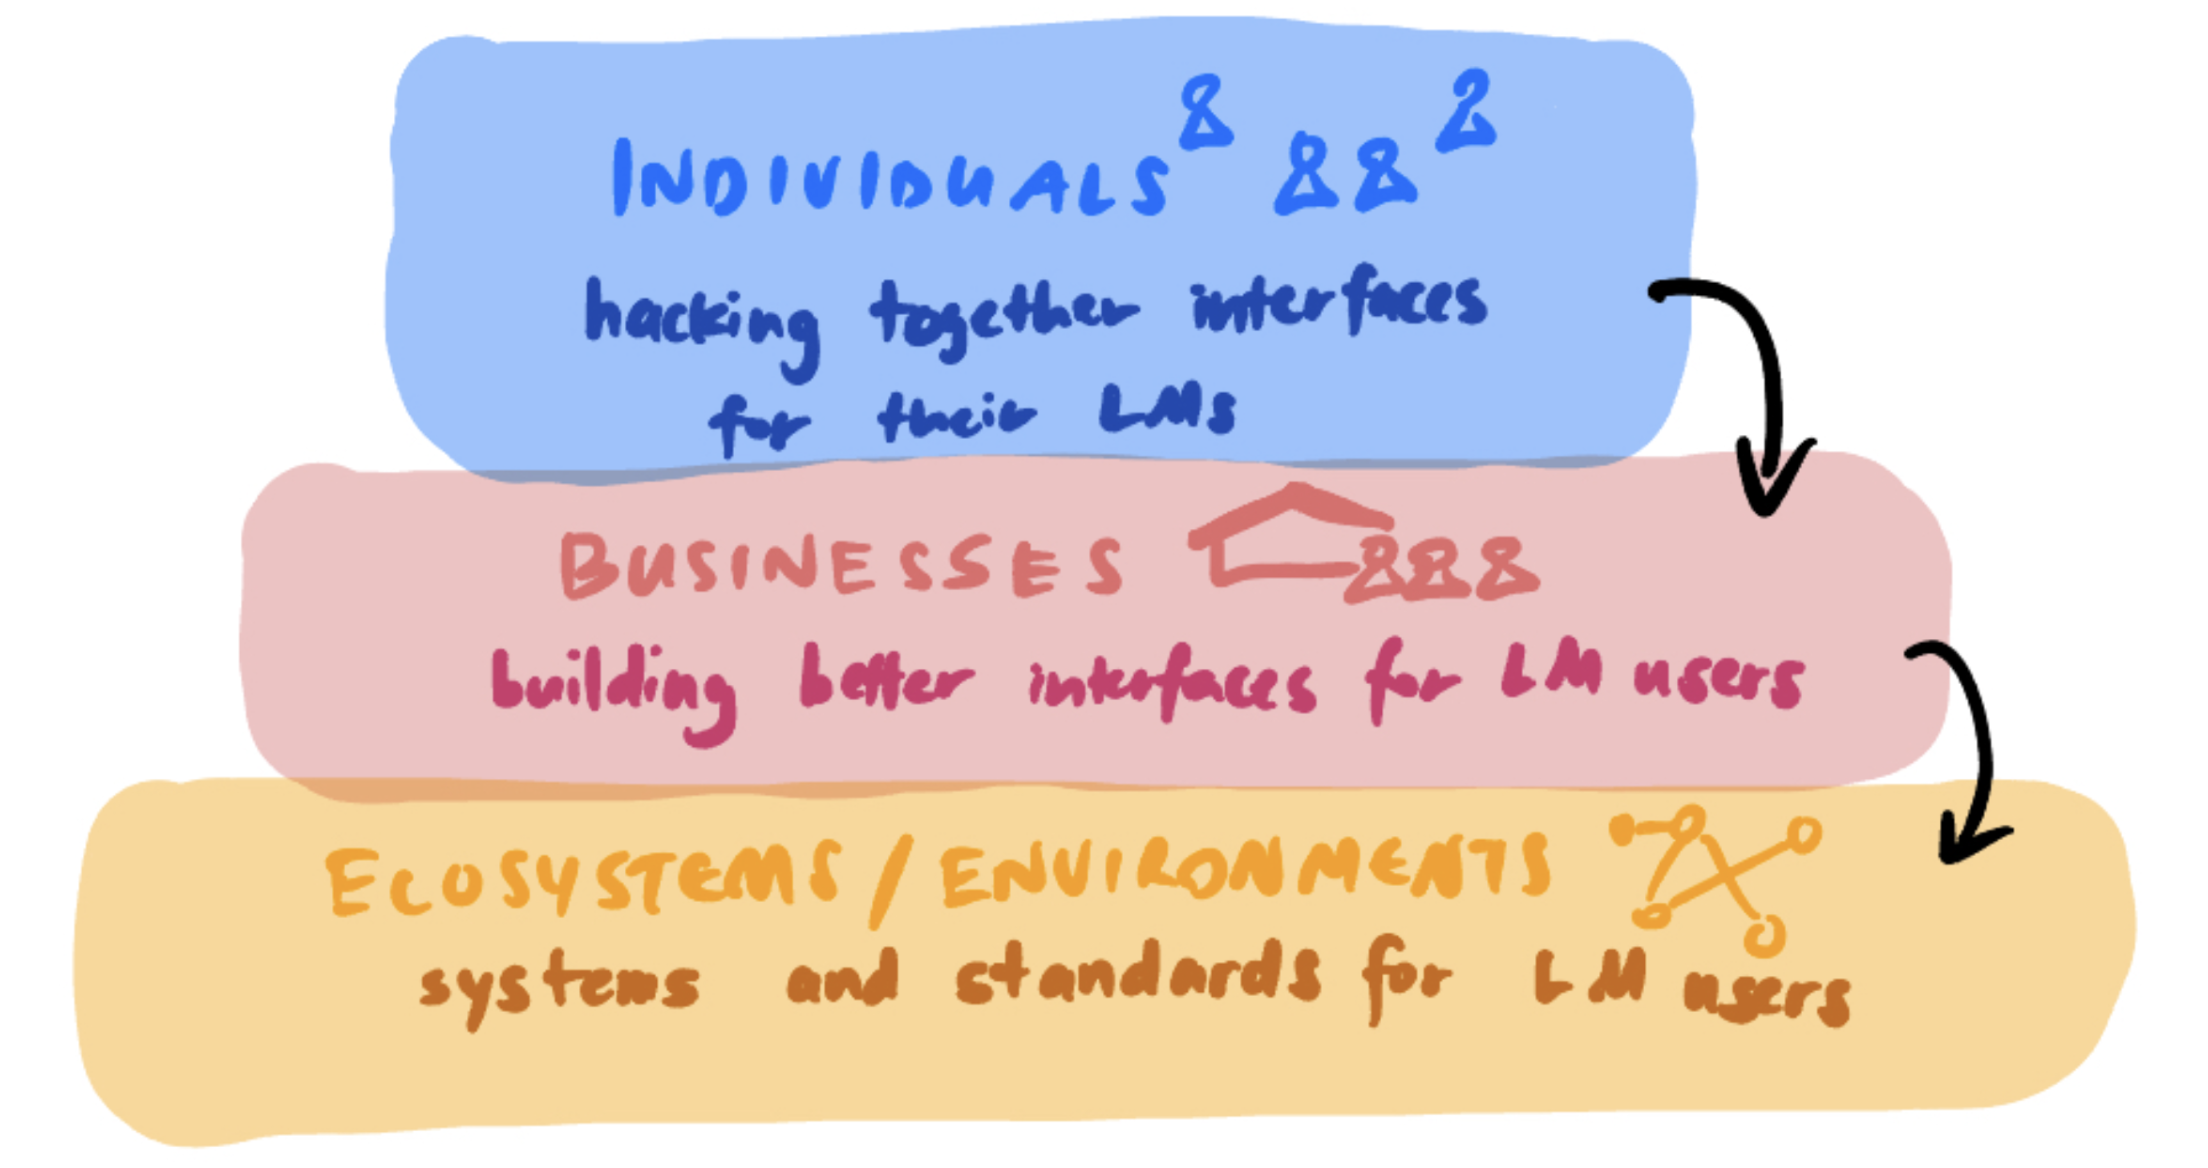 INDIVIDUALS
hacking together interfaces
for their LMs
BUSINESSES
building better interfaces for LM users
ECOSYSTEMS / ENVIRONMENTS
systems and standards for LM users